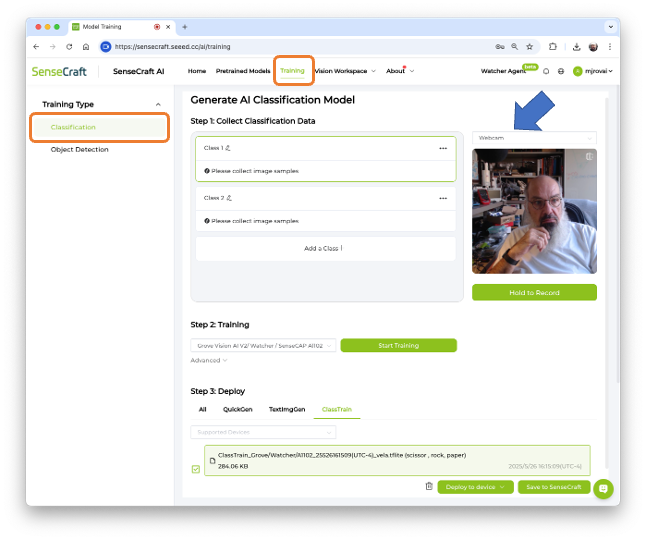 Model Training
https://sensecraft.seeed.cc/ai/training
SenseCraft
SenseCraft AI
Home
Pretrained Models
Training
Vision Workspace
About
Watcher Agent
beta
mjrovai
Training Type
Classification
Object Detection
Generate AI Classification Model
Step 1: Collect Classification Data
Class 1
Please collect image samples
Class 2
Please collect image samples
Add a Class
Webcam
Hold to Record
Step 2: Training
Grove Vision AI V2/ Watcher / SenseCAP A1102
Start Training
Advanced
Step 3: Deploy
All
QuickGen
TextImgGen
ClassTrain
Supported Devices
ClassTrain_Grove/Watcher/A1102_25526161509(UTC-4)_vela.tflite (scissor , rock, paper)
284.06 KB
2025/5/26 16:15:09(UTC-4)
Deploy to device
Save to SenseCraft